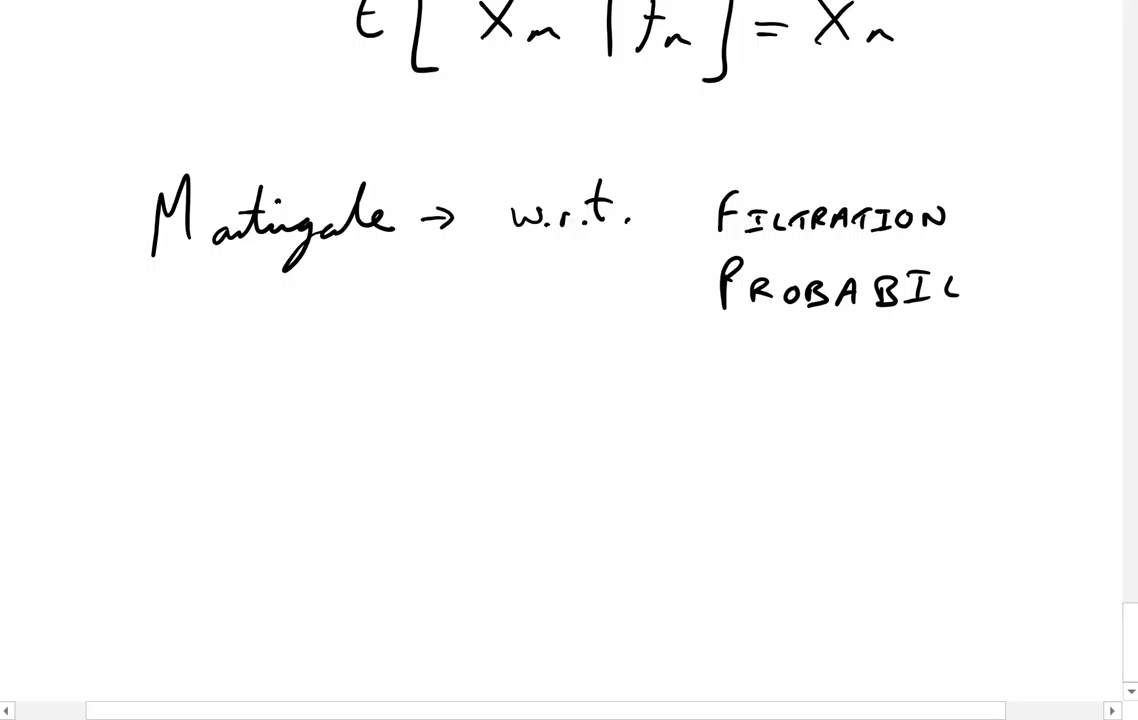 E[ Xm | Fn ] = Xn
Martingale → w.r.t. FILTRATION
PROBABIL